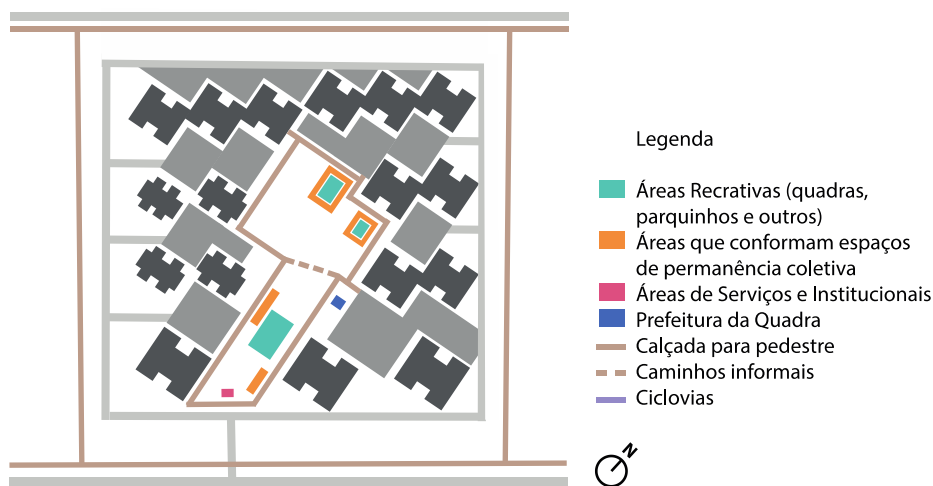 Legenda
Áreas Recrativas (quadras,
parquinhos e outros)
Áreas que conformam espaços
de permanência coletiva
Áreas de Serviços e Institucionais
Prefeitura da Quadra
Calçada para pedestre
Caminhos informais
Ciclovias
N